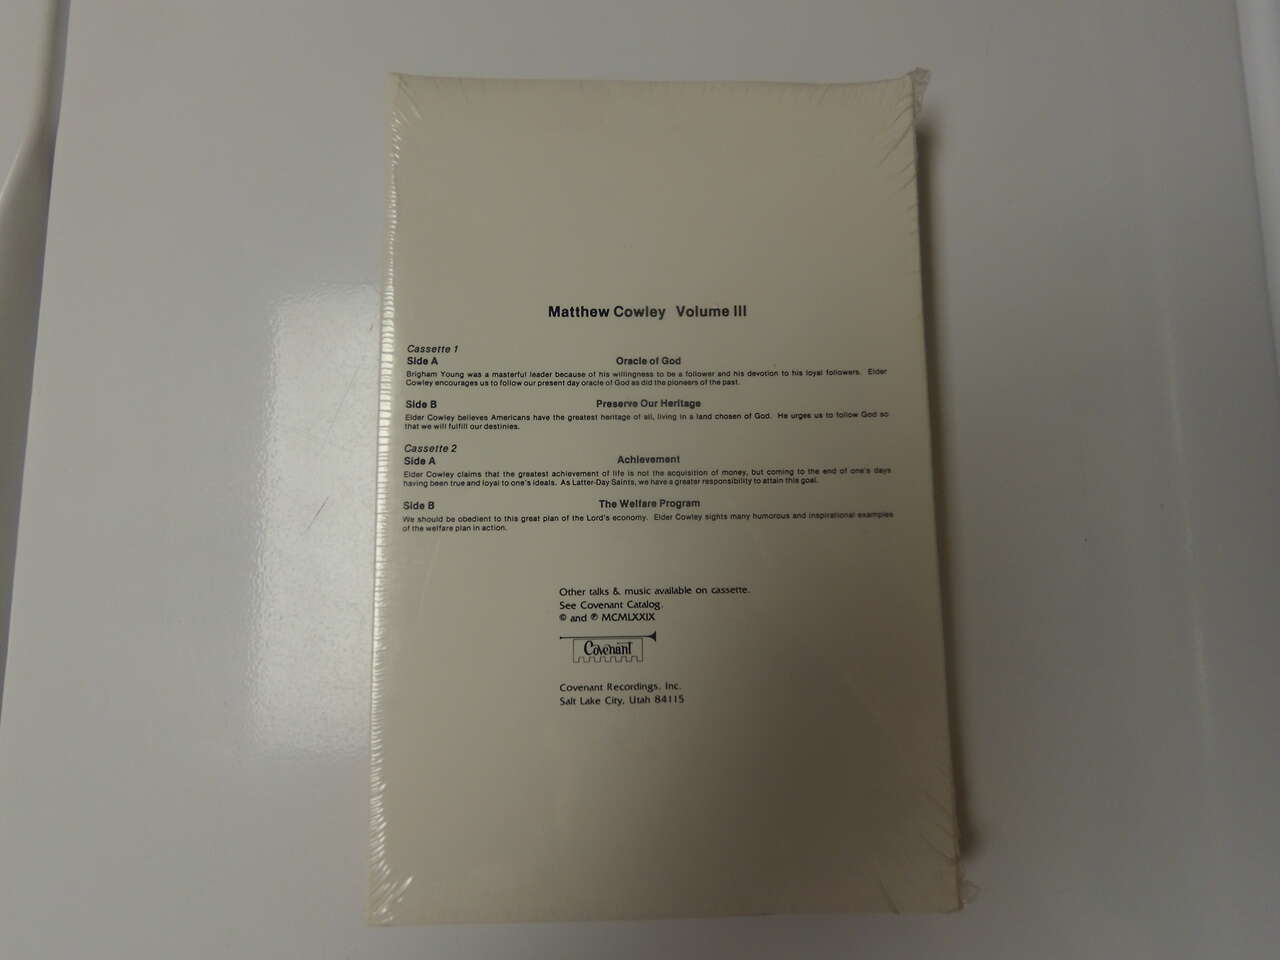 Matthew Cowley Volume III
Cassette 1
Side A Oracle of God
Brigham Young was a masterful leader because of his willingness to be a follower and his devotion to his loyal followers. Elder
Cowley encourages us to follow our present day oracle of God as did the pioneers of the past.
Side B Preserve Our Heritage
Elder Cowley believes Americans have the greatest heritage of all, living in a land chosen of God. He urges us to follow God so
that we will fulfill our destinies.
Cassette 2
Side A Achievement
Elder Cowley claims that the greatest achievement of life is not the acquisition of money, but coming to the end of one's days
having been true and loyal to one's ideals. As Latter-Day Saints, we have a greater responsibility to attain this goal.
Side B The Welfare Program
We should be obedient to this great plan of the Lord's economy. Elder Cowley sights many humorous and inspirational examples
of the welfare plan in action.
Other talks & music available on cassette.
See Covenant Catalog.
© and ℗ MCMLXXIX
Covenant
Covenant Recordings, Inc.
Salt Lake City, Utah 84115